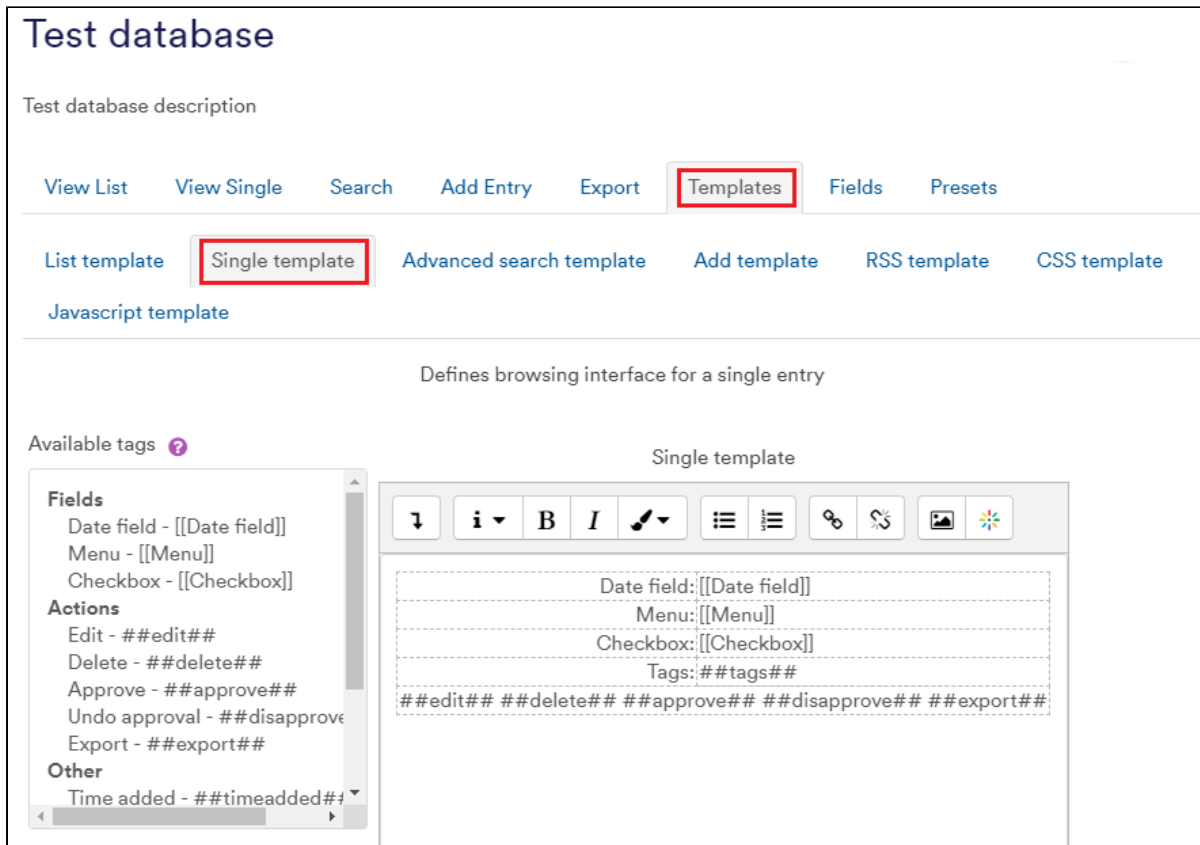 Test database
Test database description
View List View Single Search Add Entry Export Templates Fields Presets
List template Single template Advanced search template Add template RSS template CSS template
Javascript template
Defines browsing interface for a single entry
Available tags ?
Single template
Fields
Date field - [[Date field]]
Menu - [[Menu]]
Checkbox - [[Checkbox]]
Actions
Edit - ##edit##
Delete - ##delete##
Approve - ##approve##
Undo approval - ##disapprove
Export - ##export##
Other
Time added - ##timeadded##
i B I
Date field: [[Date field]]
Menu: [[Menu]]
Checkbox: [[Checkbox]]
Tags: ##tags##
##edit## ##delete## ##approve## ##disapprove## ##export##